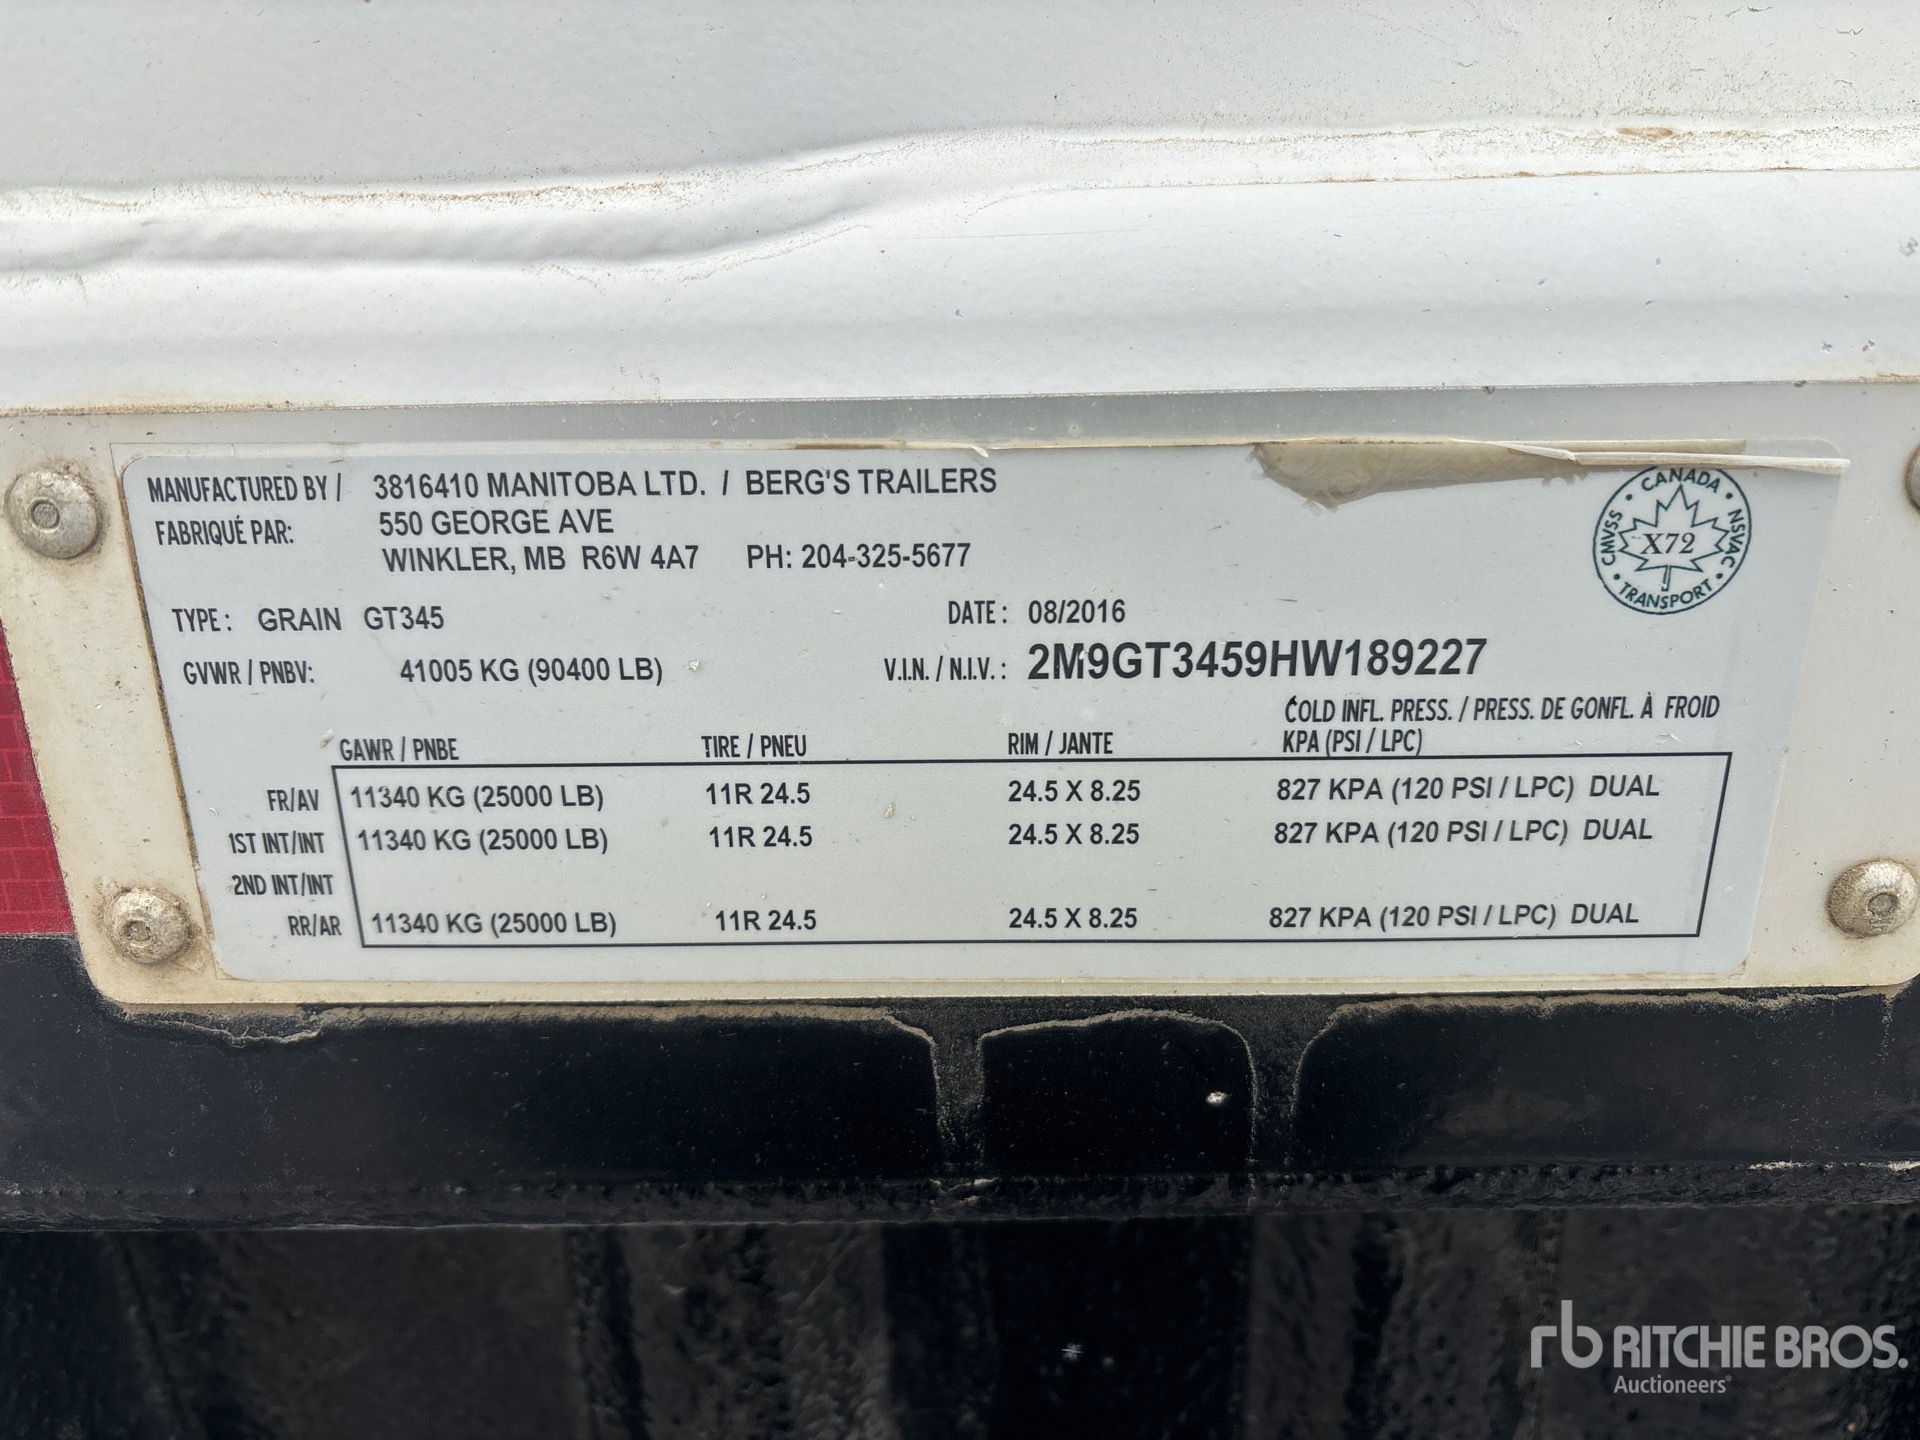 MANUFACTURED BY / 3816410 MANITOBA LTD. / BERG'S TRAILERS
FABRIQUÉ PAR: 550 GEORGE AVE
WINKLER, MB R6W 4A7 PH: 204-325-5677
CANADA
CMVSS X72 NSVAC
TRANSPORT
TYPE: GRAIN GT345 DATE: 08/2016
GVWR / PNBV: 41005 KG (90400 LB) V.I.N. / N.I.V.: 2M9GT3459HW189227
COLD INFL. PRESS. / PRESS. DE GONFL. À FROID
GAWR / PNBE TIRE / PNEU RIM / JANTE KPA (PSI / LPC)
FR/AV 11340 KG (25000 LB) 11R 24.5 24.5 X 8.25 827 KPA (120 PSI / LPC) DUAL
1ST INT/INT 11340 KG (25000 LB) 11R 24.5 24.5 X 8.25 827 KPA (120 PSI / LPC) DUAL
2ND INT/INT
RR/AR 11340 KG (25000 LB) 11R 24.5 24.5 X 8.25 827 KPA (120 PSI / LPC) DUAL
rb RITCHIE BROS.
Auctioneers